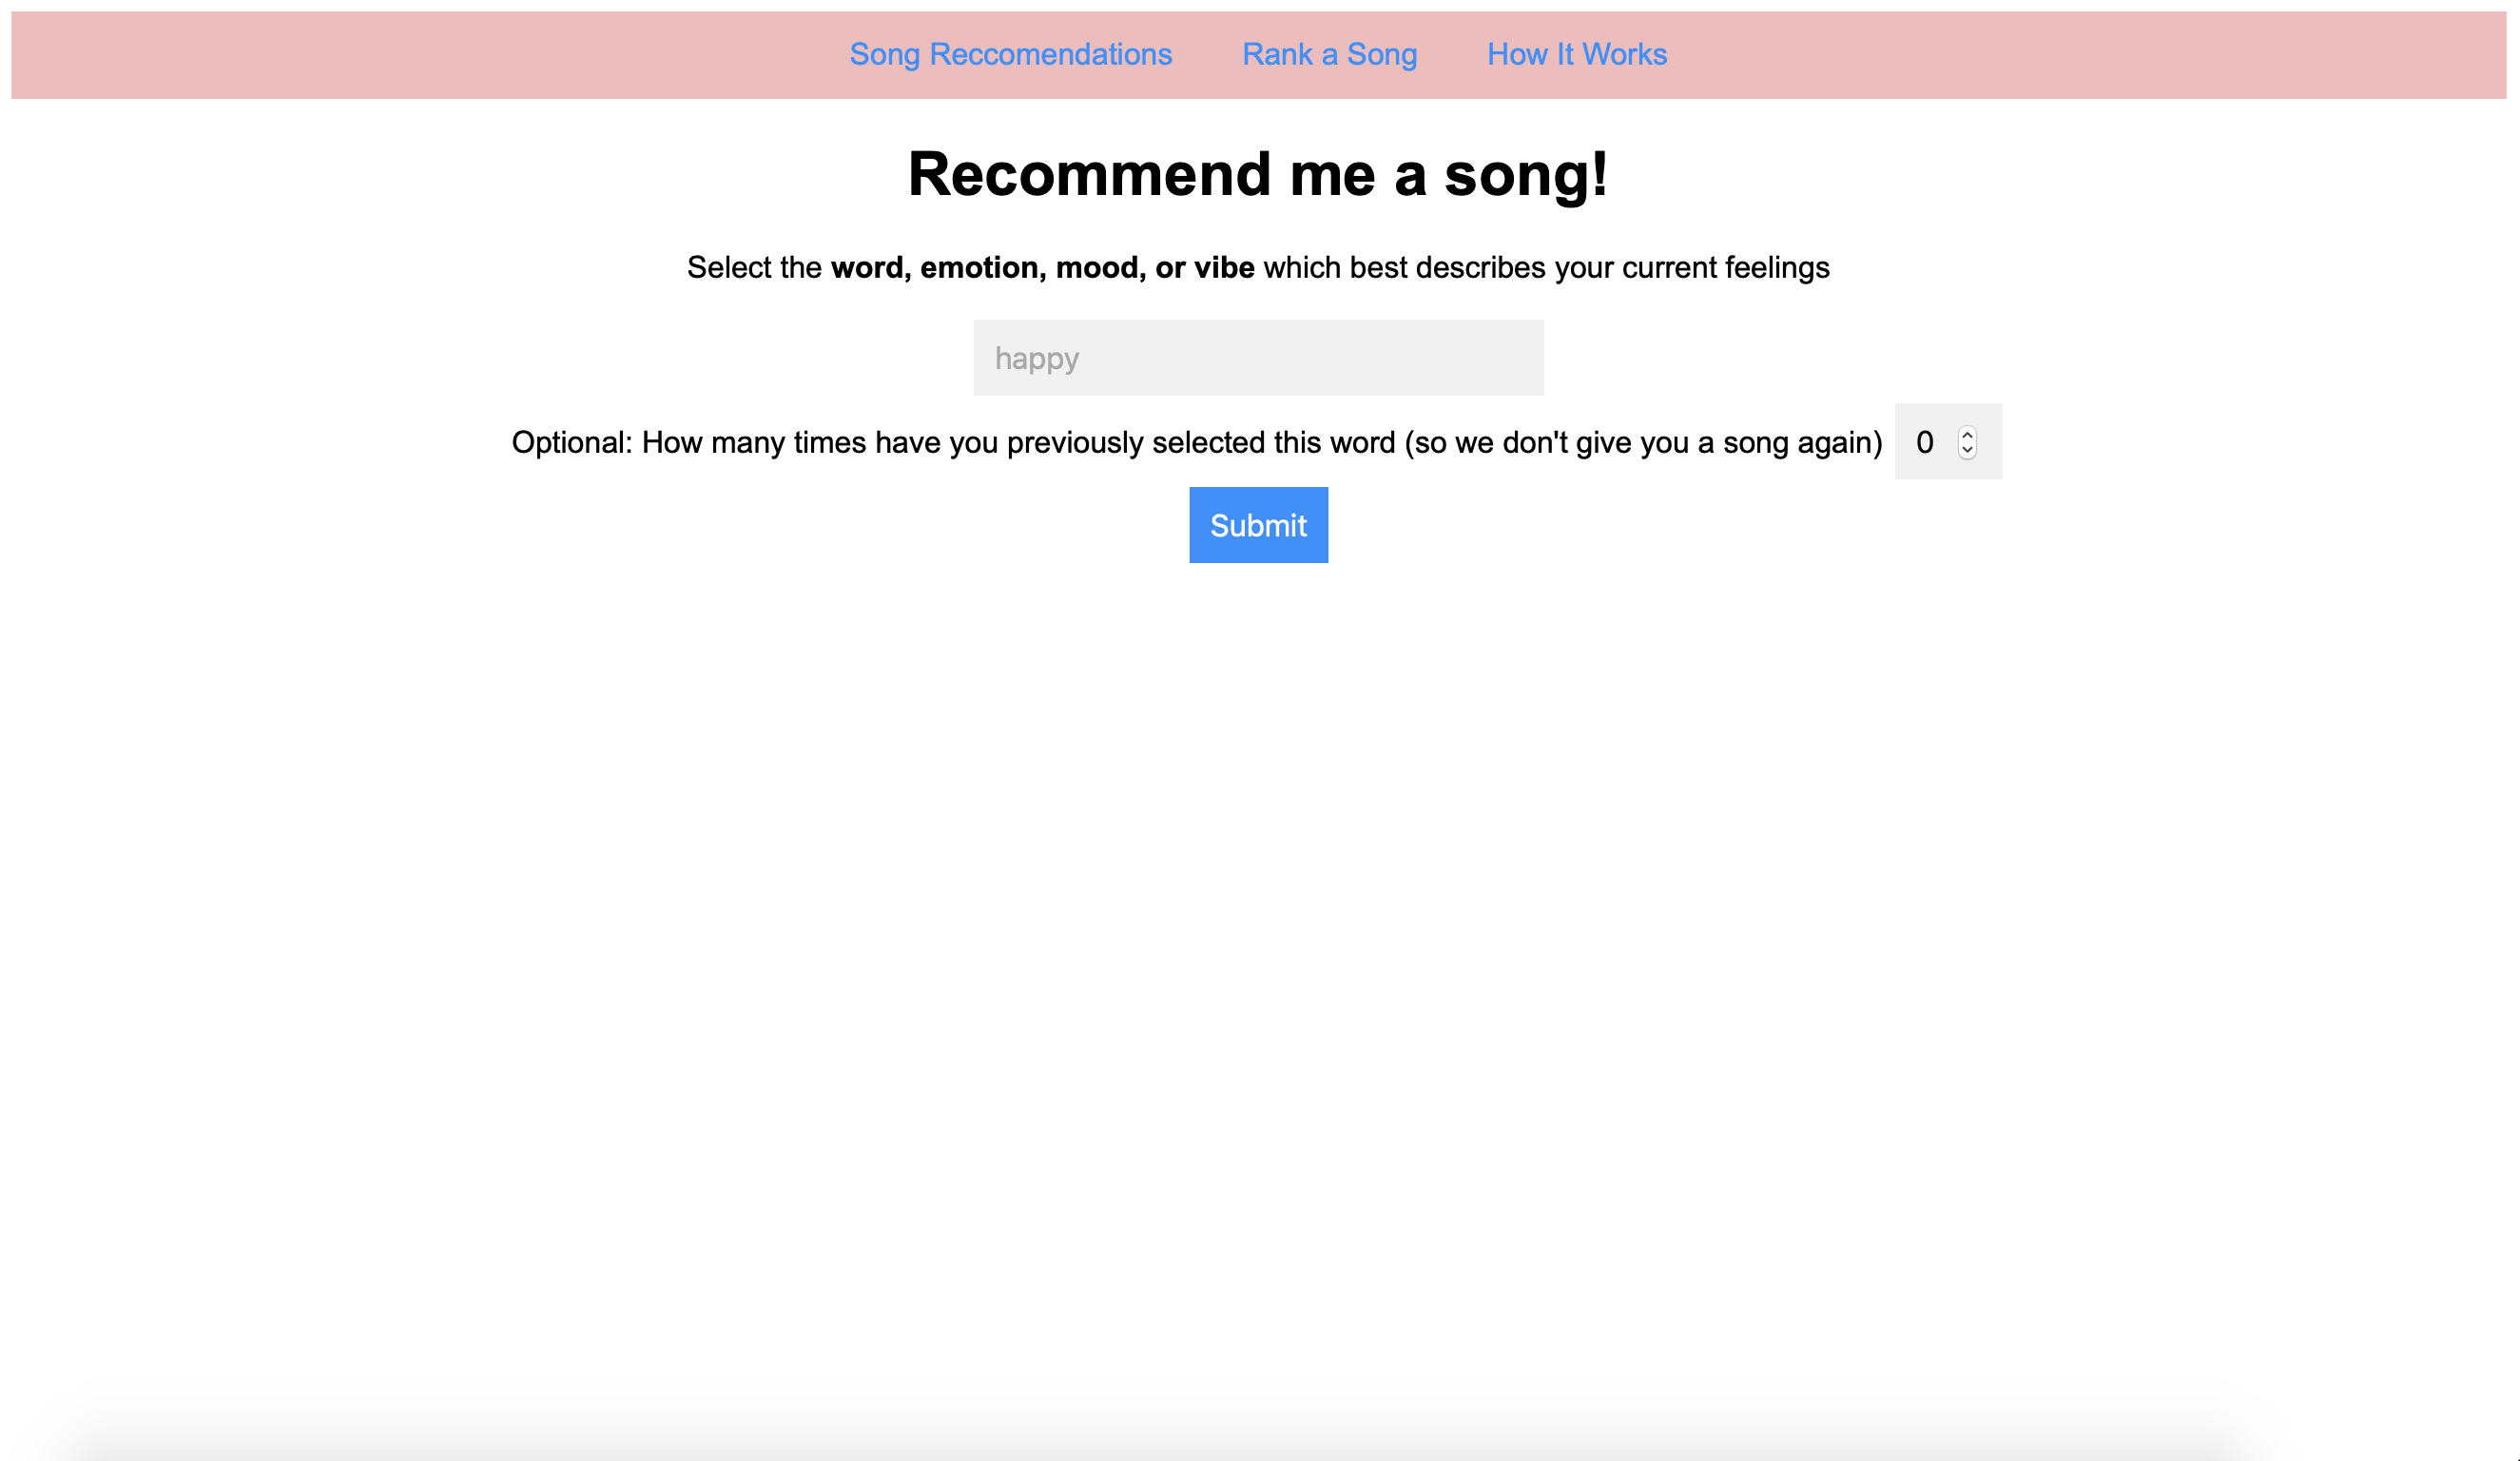 Song Reccomendations Rank a Song How It Works
Recommend me a song!
Select the word, emotion, mood, or vibe which best describes your current feelings
happy
Optional: How many times have you previously selected this word (so we don't give you a song again) 0
Submit